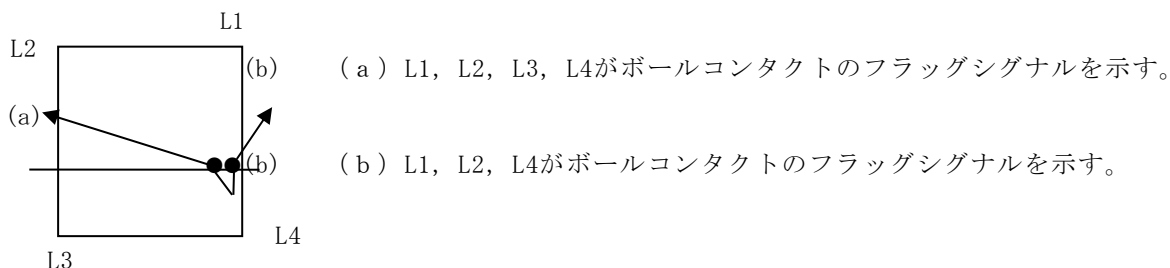 L1
L2
(b) （a）L1, L2, L3, L4がボールコンタクトのフラッグシグナルを示す。
(a)
(b) （b）L1, L2, L4がボールコンタクトのフラッグシグナルを示す。
L4
L3